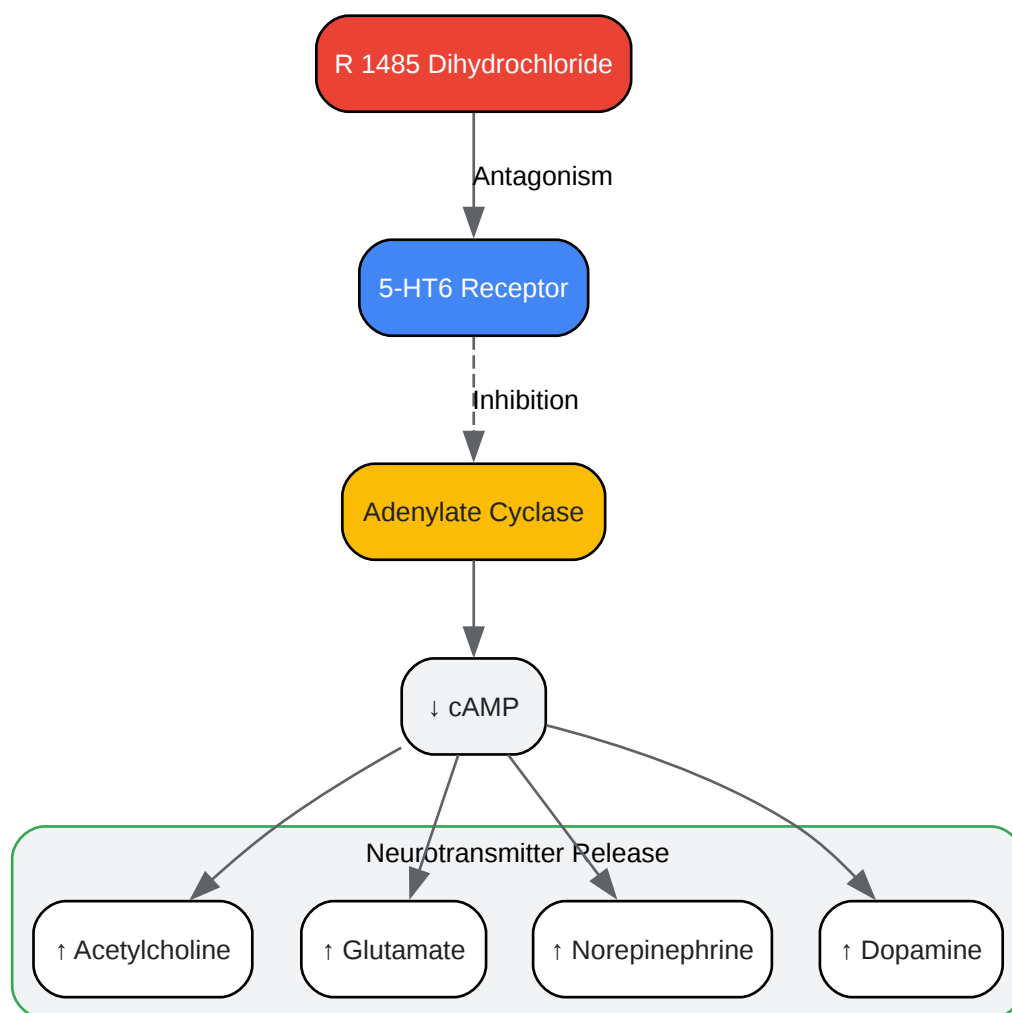 R 1485 Dihydrochloride
Antagonism
5-HT6 Receptor
Inhibition
Adenylate Cyclase
↓ cAMP
Neurotransmitter Release
↑ Acetylcholine
↑ Glutamate
↑ Norepinephrine
↑ Dopamine